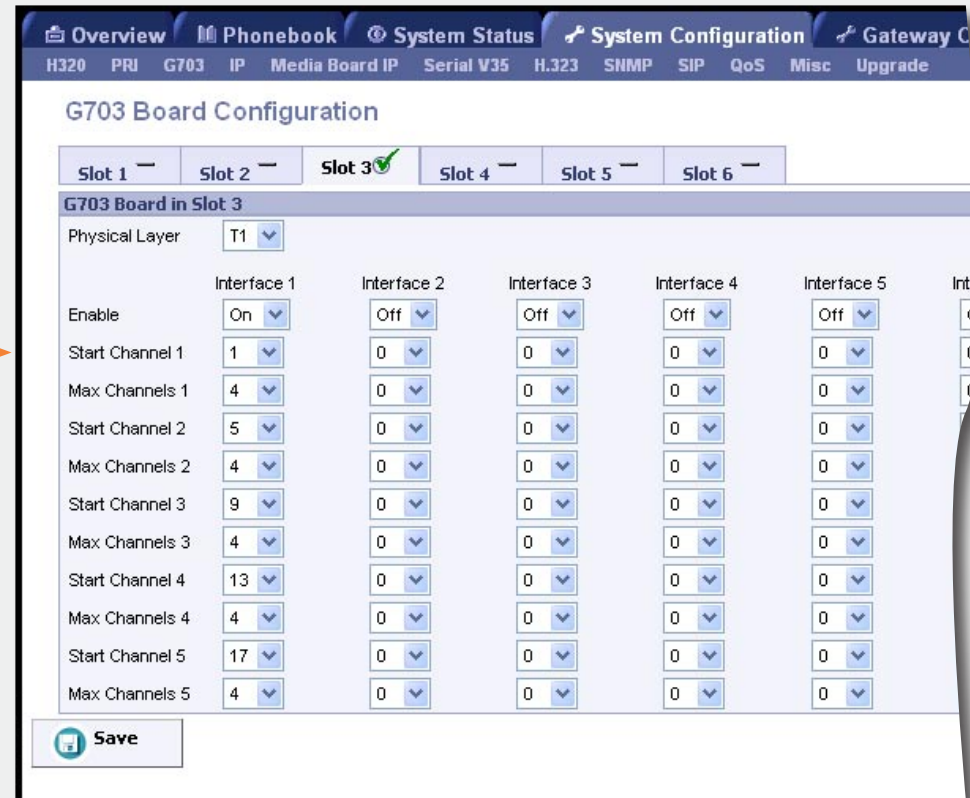 Overview Phonebook System Status System Configuration Gateway
H320 PRI G703 IP Media Board IP Serial V35 H.323 SNMP SIP QoS Misc Upgrade
G703 Board Configuration
Slot 1 Slot 2 Slot 3 Slot 4 Slot 5 Slot 6
G703 Board in Slot 3
Physical Layer T1
Interface 1 Interface 2 Interface 3 Interface 4 Interface 5
Enable On Off Off Off Off
Start Channel 1 1 0 0 0 0
Max Channels 1 4 0 0 0 0
Start Channel 2 5 0 0 0 0
Max Channels 2 4 0 0 0 0
Start Channel 3 9 0 0 0 0
Max Channels 3 4 0 0 0 0
Start Channel 4 13 0 0 0 0
Max Channels 4 4 0 0 0 0
Start Channel 5 17 0 0 0 0
Max Channels 5 4 0 0 0 0
Save